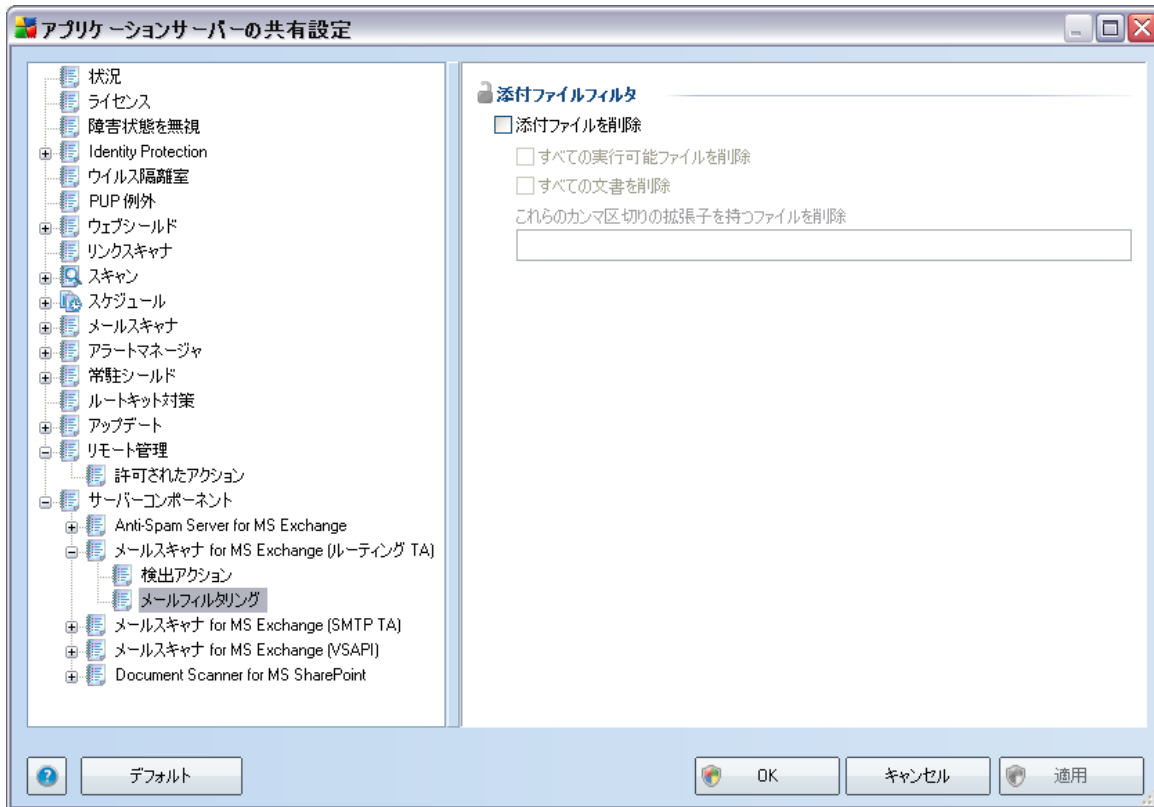 アプリケーションサーバーの共有設定
状況
ライセンス
障害状態を無視
Identity Protection
ウイルス隔離室
PUP 例外
ウェブシールド
リンクスキャナ
スキャン
スケジュール
メールスキャナ
アラートマネージャ
常駐シールド
ルートキット対策
アップデート
リモート管理
許可されたアクション
サーバーコンポーネント
Anti-Spam Server for MS Exchange
メールスキャナ for MS Exchange (ルーティング TA)
検出アクション
メールフィルタリング
メールスキャナ for MS Exchange (SMTP TA)
メールスキャナ for MS Exchange (VSAPI)
Document Scanner for MS SharePoint
添付ファイルフィルタ
添付ファイルを削除
すべての実行可能ファイルを削除
すべての文書を削除
これらのカンマ区切りの拡張子を持つファイルを削除
デフォルト
OK
キャンセル
適用